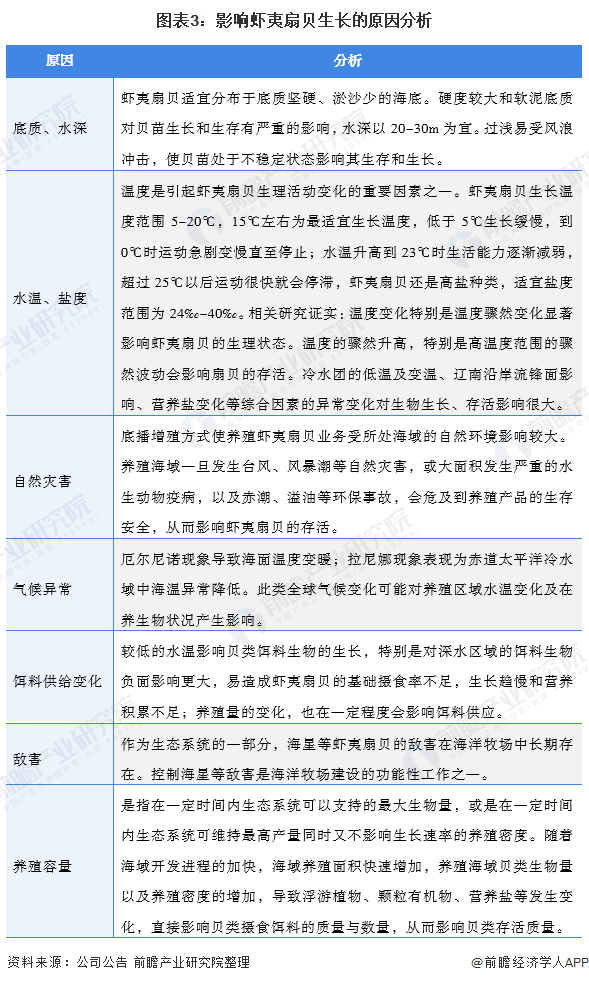 图表3：影响虾夷扇贝生长的原因分析
原因
分析
底质、水深
虾夷扇贝适宜分布于底质坚硬、淤沙少的海底。硬度较大和软泥底质
对贝苗生长和生存有严重的影响，水深以 20-30m 为宜。过浅易受风浪
冲击，使贝苗处于不稳定状态影响其生存和生长。
水温、盐度
温度是引起虾夷扇贝生理活动变化的重要因素之一。虾夷扇贝生长温
度范围 5-20℃，15℃左右为最适宜生长温度，低于 5℃生长缓慢，到
0℃时运动急剧变慢直至停止；水温升高到 23℃时生活能力逐渐减弱，
超过 25℃以后运动很快就会停滞，虾夷扇贝还是高盐种类，适宜盐度
范围为 24‰-40‰。相关研究证实：温度变化特别是温度骤然变化显著
影响虾夷扇贝的生理状态。温度的骤然升高，特别是高温度范围的骤
然波动会影响扇贝的存活。冷水团的低温及变温、辽南沿岸流锋面影
响、营养盐变化等综合因素的异常变化对生物生长、存活影响很大。
自然灾害
底播增殖方式使养殖虾夷扇贝业务受所处海域的自然环境影响较大。
养殖海域一旦发生台风、风暴潮等自然灾害，或大面积发生严重的水
生动物疫病，以及赤潮、溢油等环保事故，会危及到养殖产品的生存
安全，从而影响虾夷扇贝的存活。
气候异常
厄尔尼诺现象导致海面温度变暖；拉尼娜现象表现为赤道太平洋冷水
域中海温异常降低。此类全球气候变化可能对养殖区域水温变化及在
养生物状况产生影响。
饵料供给变化
较低的水温影响贝类饵料生物的生长，特别是对深水区域的饵料生物
负面影响更大，易造成虾夷扇贝的基础摄食率不足，生长趋慢和营养
积累不足；养殖量的变化，也在一定程度会影响饵料供应。
敌害
作为生态系统的一部分，海星等虾夷扇贝的敌害在海洋牧场中长期存
在。控制海星等敌害是海洋牧场建设的功能性工作之一。
养殖容量
是指在一定时间内生态系统可以支持的最大生物量，或是在一定时间
内生态系统可维持最高产量同时又不影响生长速率的养殖密度。随着
海域开发进程的加快，海域养殖面积快速增加，养殖海域贝类生物量
以及养殖密度的增加，导致浮游植物、颗粒有机物、营养盐等发生变
化，直接影响贝类摄食饵料的质量与数量，从而影响贝类存活质量。
资料来源：公司公告 前瞻产业研究院整理
@前瞻经济学人APP